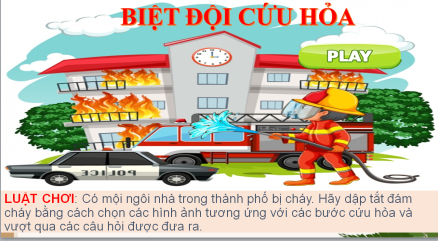 BIỆT ĐỘI CỨU HỎA
PLAY
POLICE
LUẬT CHƠI: Có mội ngôi nhà trong thành phố bị cháy. Hãy dập tắt đám
cháy bằng cách chọn các hình ảnh tương ứng với các bước cứu hỏa và
vượt qua các câu hỏi được đưa ra.